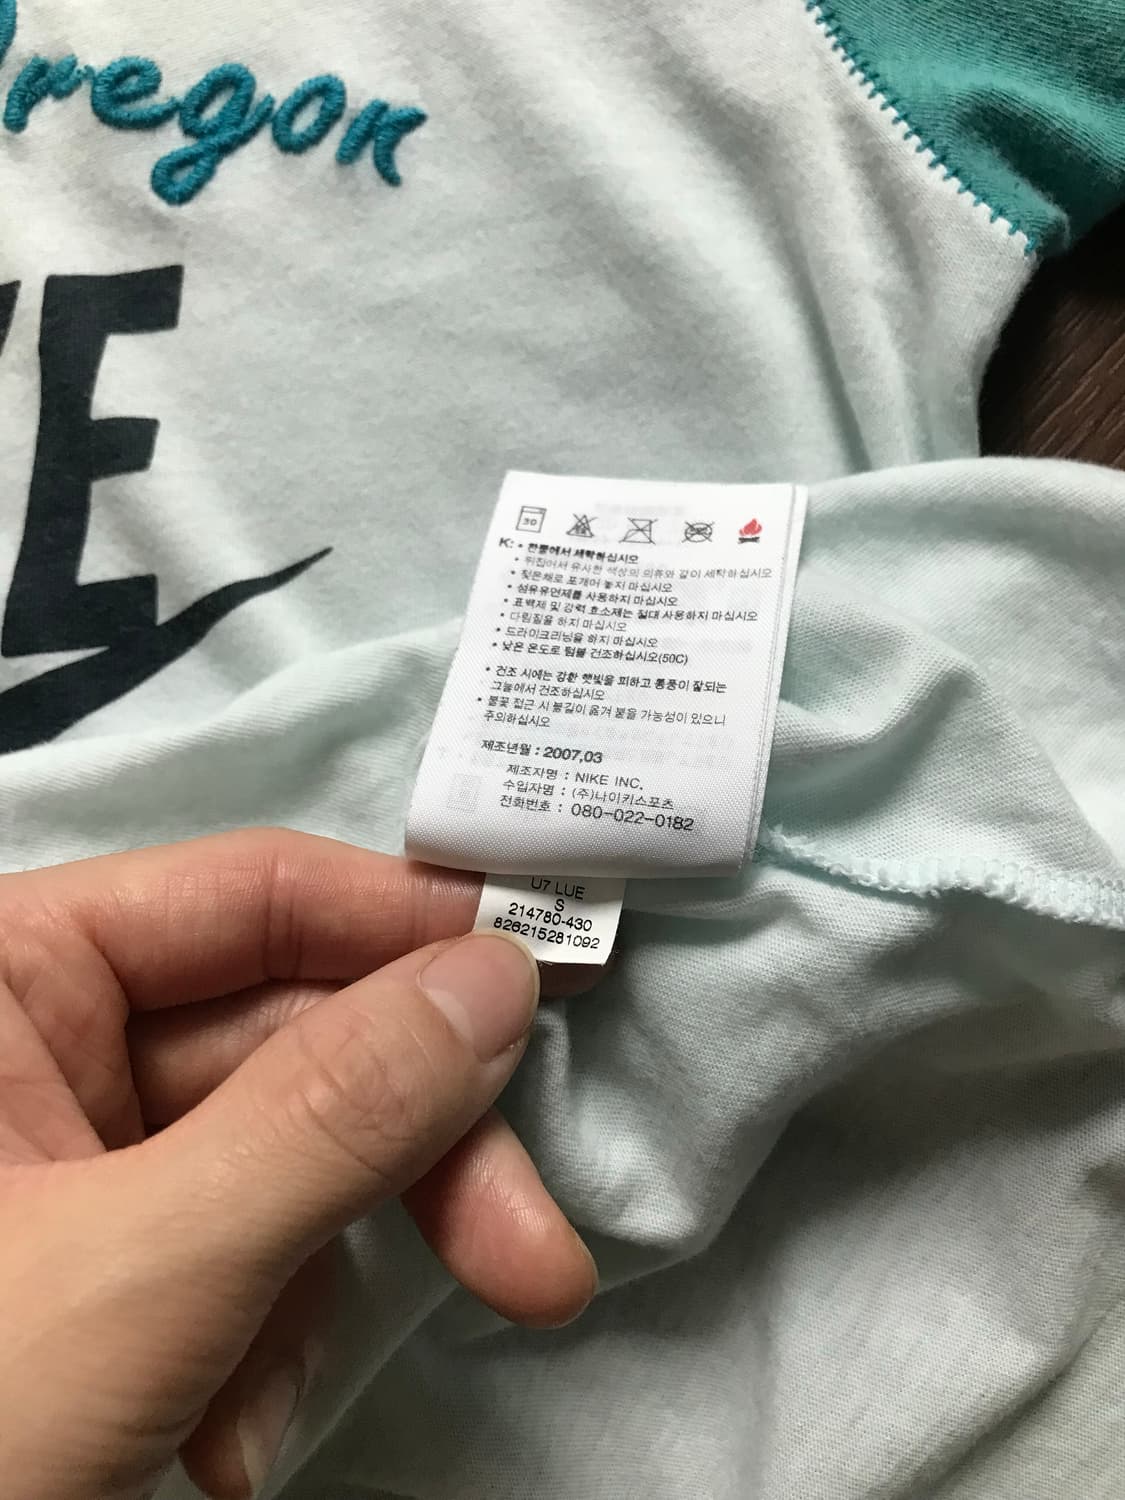 Oregon
KE
30
K: • 찬물에서 세탁하십시오
• 뒤집어서 유사한 색상의 의류와 같이 세탁하십시오
• 젖은채로 포개어 놓지 마십시오
• 섬유유연제를 사용하지 마십시오
• 표백제 및 강력 효소제는 절대 사용하지 마십시오
• 다림질을 하지 마십시오
• 드라이크리닝을 하지 마십시오
• 낮은 온도로 텀블 건조하십시오(50C)
• 건조 시에는 강한 햇빛을 피하고 통풍이 잘되는
그늘에서 건조하십시오
• 불꽃 접근 시 불길이 옮겨 붙을 가능성이 있으니
주의하십시오
제조년월 : 2007.03
제조자명 : NIKE INC.
수입자명 : (주)나이키스포츠
전화번호 : 080-022-0182
U7 LUE
S
214780-430
826215281092